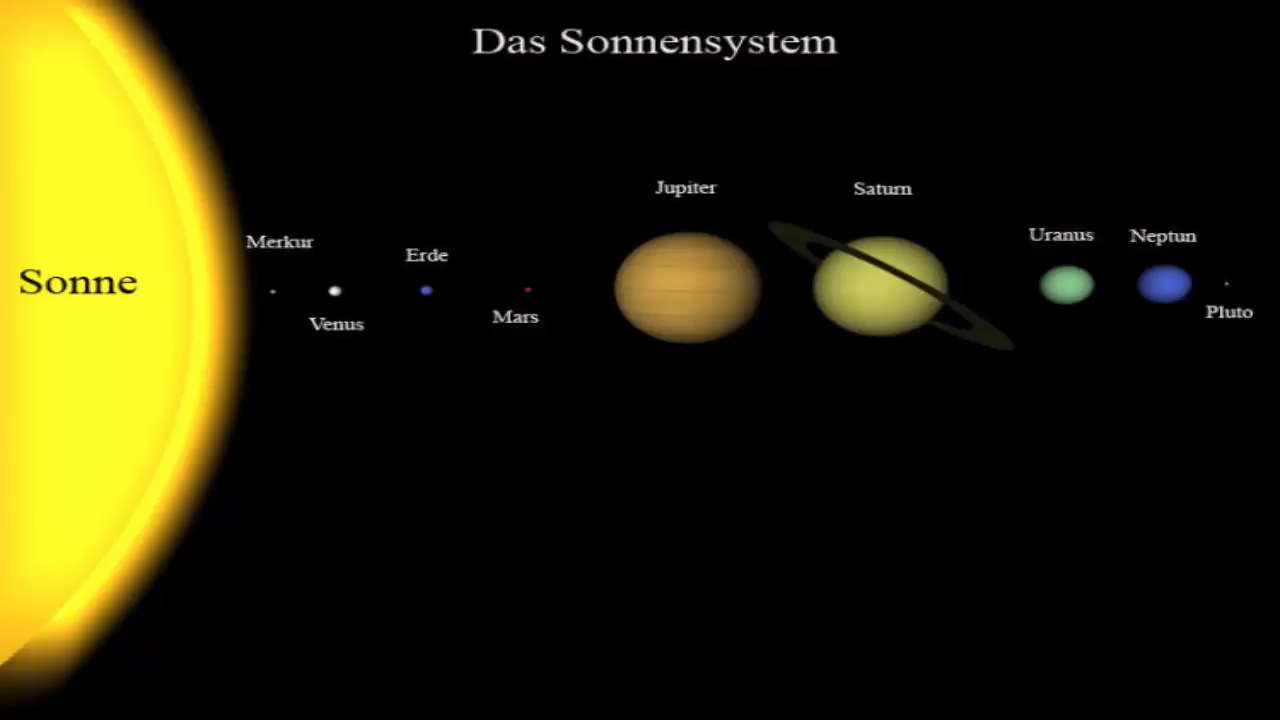 Das Sonnensystem
Sonne
Merkur
Venus
Erde
Mars
Jupiter
Saturn
Uranus
Neptun
Pluto